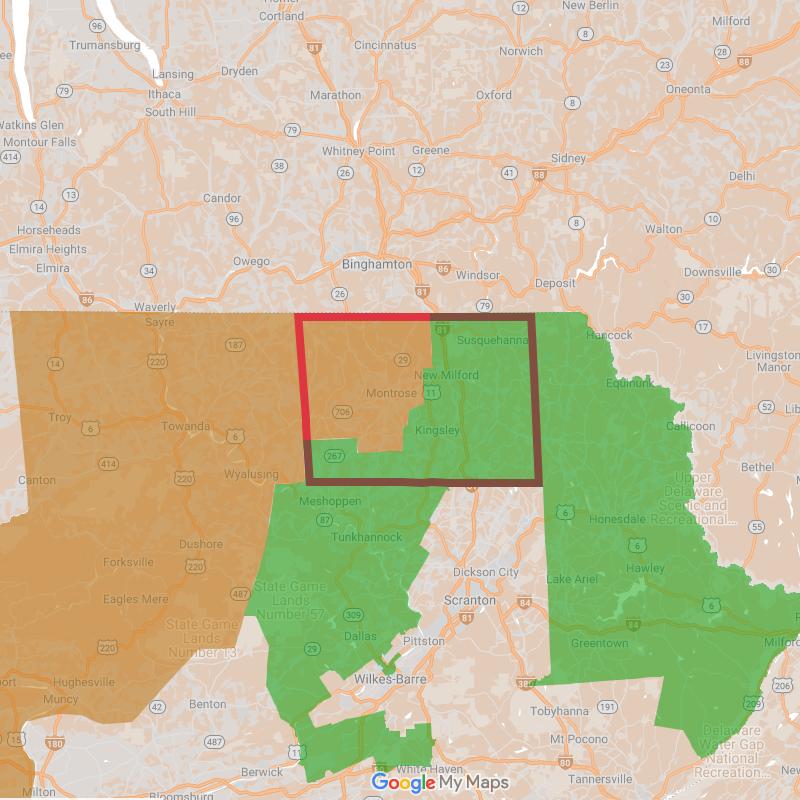 Homer
Cortland
12
New Berlin
96
Trumansburg
81
Cincinnatus
8
Milford
Norwich
28
88
Lansing
Dryden
23
79
Ithaca
Marathon
Oxford
Oneonta
South Hill
8
Watkins Glen
79
Montour Falls
Whitney Point
Greene
414
38
26
12
41
88
Sidney
Delhi
13
14
Candor
96
8
10
Horseheads
Walton
Elmira Heights
Owego
Binghamton
Elmira
34
86
Windsor
Downsville
30
Deposit
86
26
81
79
30
Waverly
Sayre
17
Hancock
81
Susquehanna
187
220
29
Livingston
Manor
14
New Milford
Equinunk
Montrose
11
52
Troy
706
6
Towanda
Callicoon
6
Kingsley
414
267
Bethel
Canton
220
Wyalusing
Upper
Delaware
Scenic and
Recreational...
Meshoppen
87
6
Honesdale
55
Tunkhannock
Dushore
6
Forksville
220
Dickson City
Hawley
Lake Ariel
State Game
Lands
Number 57
487
Eagles Mere
Scranton
84
6
309
81
State Game
Lands
Number 13
84
Dallas
Pittston
Greentown
Milford
220
29
Hughesville
Wilkes-Barre
380
206
Muncy
42
Benton
191
209
Tobyhanna
15
180
487
11
Mt Pocono
Delaware
Water Gap
National
Recreation...
80
Berwick
White Haven
Tannersville
Milton
Bloomsburg
Google My Maps